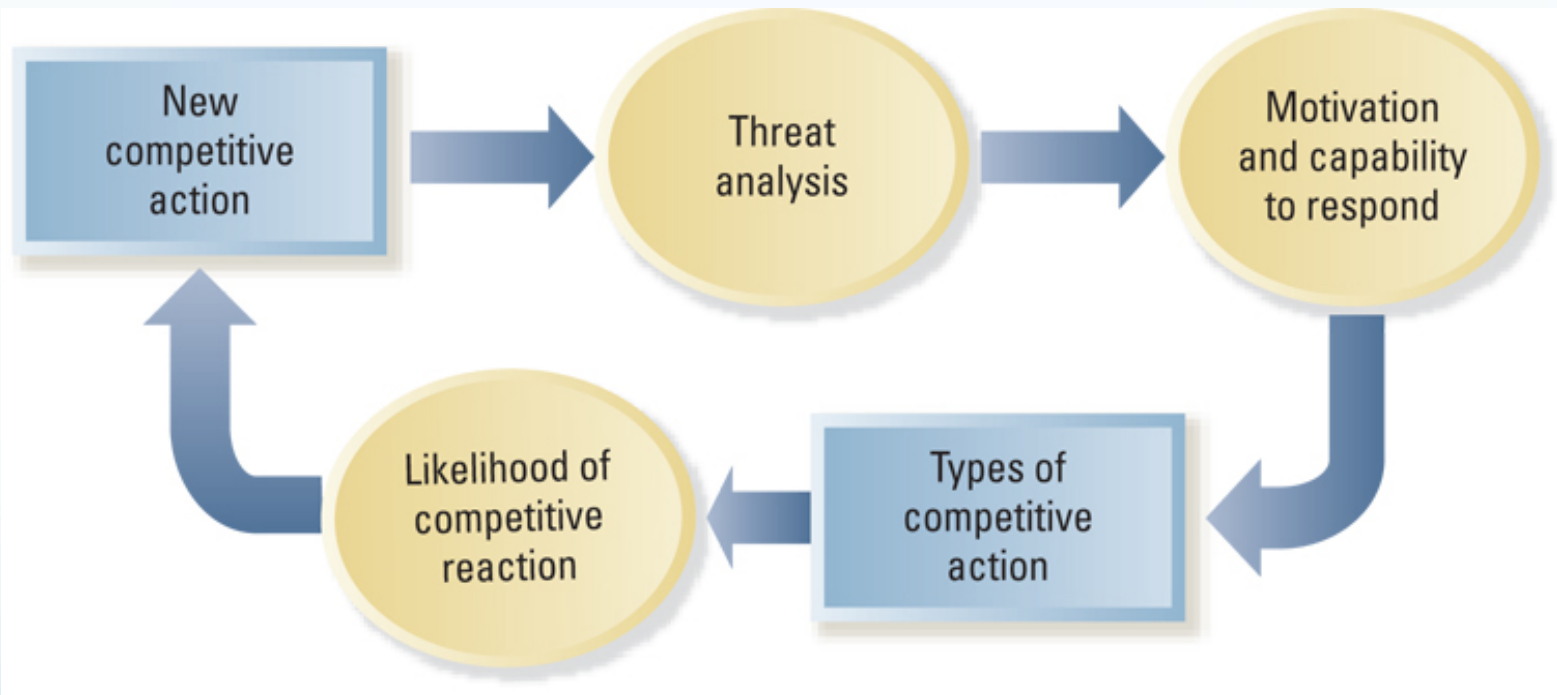 New
competitive
action
Threat
analysis
Motivation
and capability
to respond
Types of
competitive
action
Likelihood of
competitive
reaction